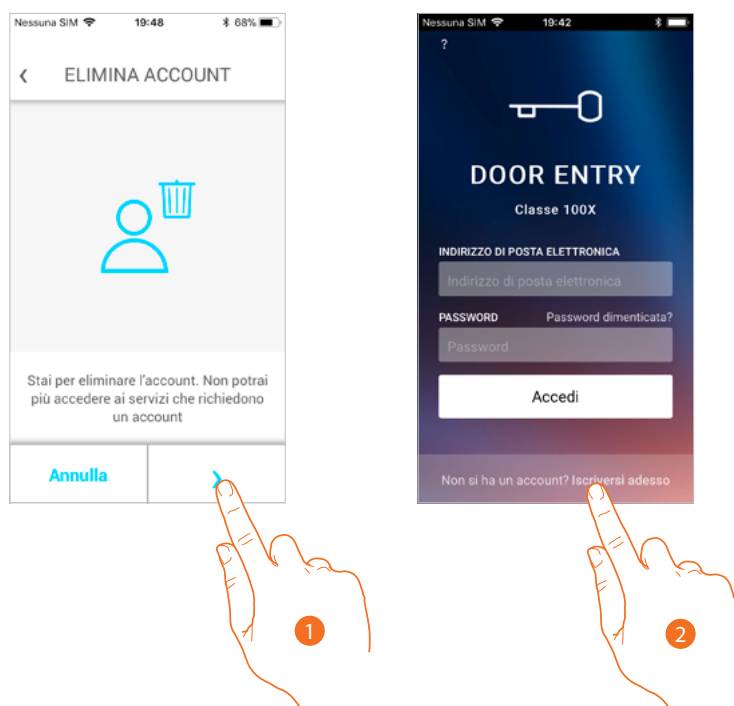 Nessuna SIM 19:48 68%
ELIMINA ACCOUNT
Stai per eliminare l'account. Non potrai
più accedere ai servizi che richiedono
un account
Annulla
1
Nessuna SIM 19:42
?
DOOR ENTRY
Classe 100X
INDIRIZZO DI POSTA ELETTRONICA
Indirizzo di posta elettronica
PASSWORD Password dimenticata?
Password
Accedi
Non si ha un account? Iscriversi adesso
2